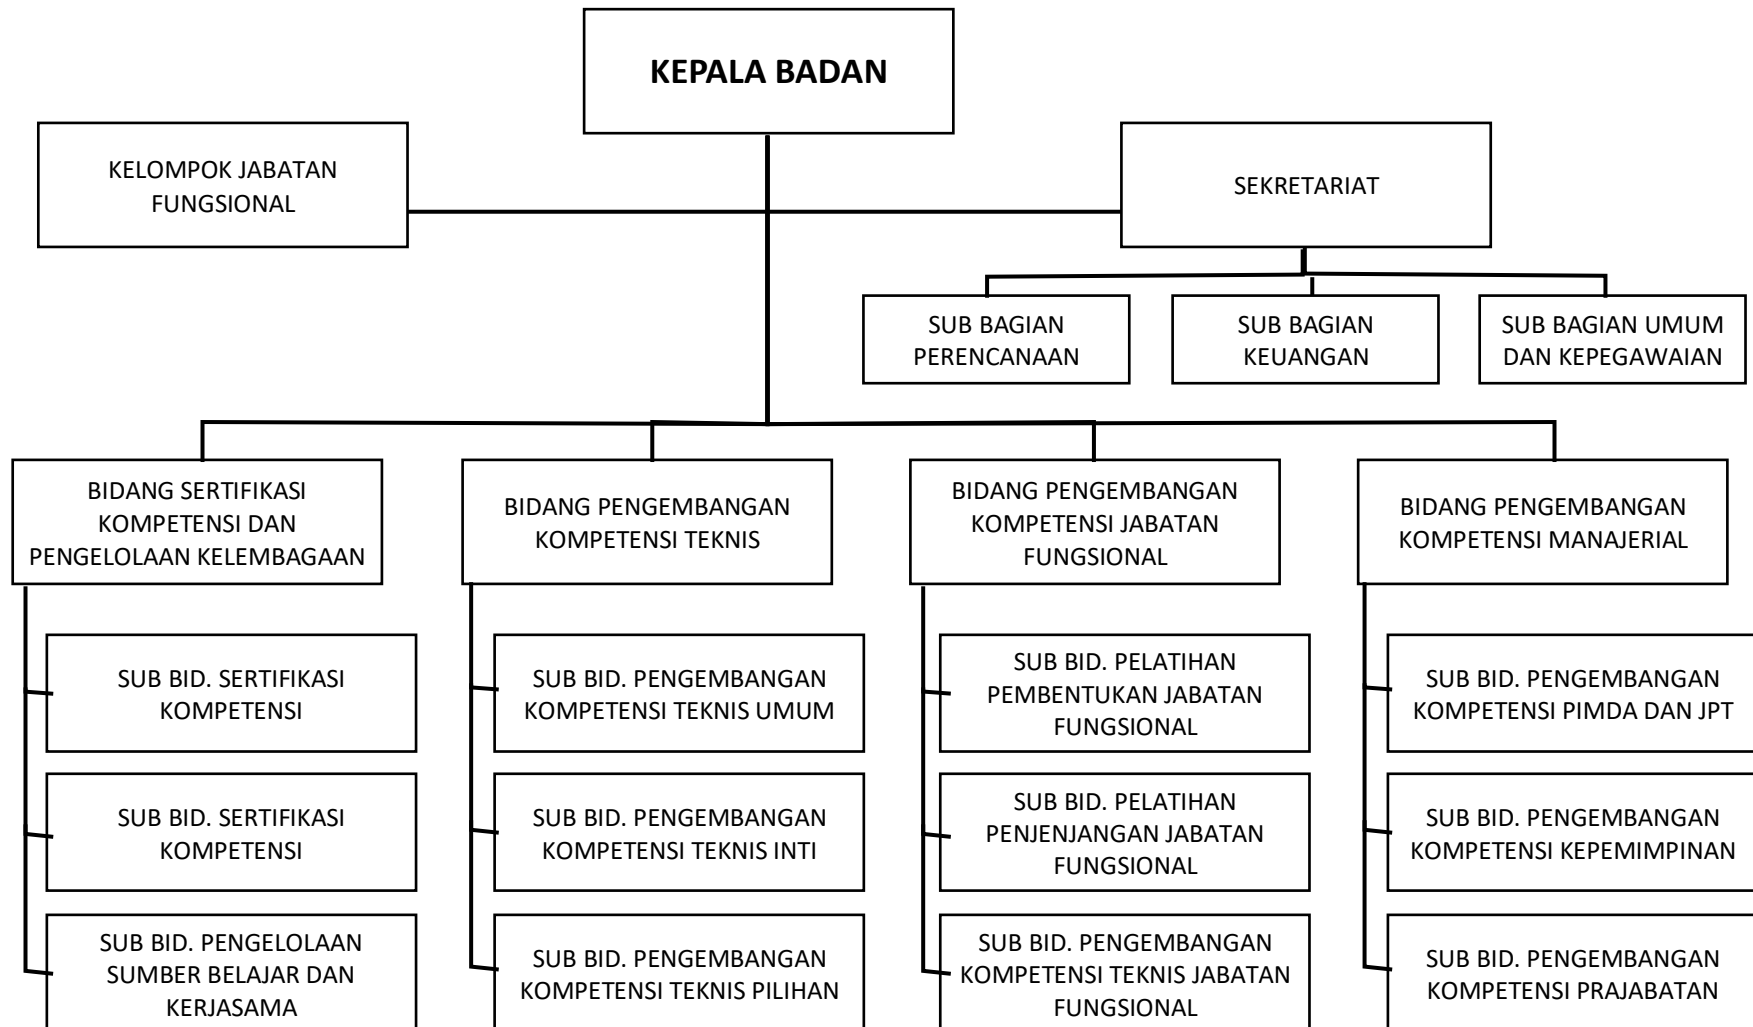 KEPALA BADAN
KELOMPOK JABATAN
FUNGSIONAL
SEKRETARIAT
SUB BAGIAN
PERENCANAAN
SUB BAGIAN
KEUANGAN
SUB BAGIAN UMUM
DAN KEPEGAWAIAN
BIDANG SERTIFIKASI
KOMPETENSI DAN
PENGELOLAAN KELEMBAGAAN
BIDANG PENGEMBANGAN
KOMPETENSI TEKNIS
BIDANG PENGEMBANGAN
KOMPETENSI JABATAN
FUNGSIONAL
BIDANG PENGEMBANGAN
KOMPETENSI MANAJERIAL
SUB BID. SERTIFIKASI
KOMPETENSI
SUB BID. PENGEMBANGAN
KOMPETENSI TEKNIS UMUM
SUB BID. PELATIHAN
PEMBENTUKAN JABATAN
FUNGSIONAL
SUB BID. PENGEMBANGAN
KOMPETENSI PIMDA DAN JPT
SUB BID. SERTIFIKASI
KOMPETENSI
SUB BID. PENGEMBANGAN
KOMPETENSI TEKNIS INTI
SUB BID. PELATIHAN
PENJENJANGAN JABATAN
FUNGSIONAL
SUB BID. PENGEMBANGAN
KOMPETENSI KEPEMIMPINAN
SUB BID. PENGELOLAAN
SUMBER BELAJAR DAN
KERJASAMA
SUB BID. PENGEMBANGAN
KOMPETENSI TEKNIS PILIHAN
SUB BID. PENGEMBANGAN
KOMPETENSI TEKNIS JABATAN
FUNGSIONAL
SUB BID. PENGEMBANGAN
KOMPETENSI PRAJABATAN